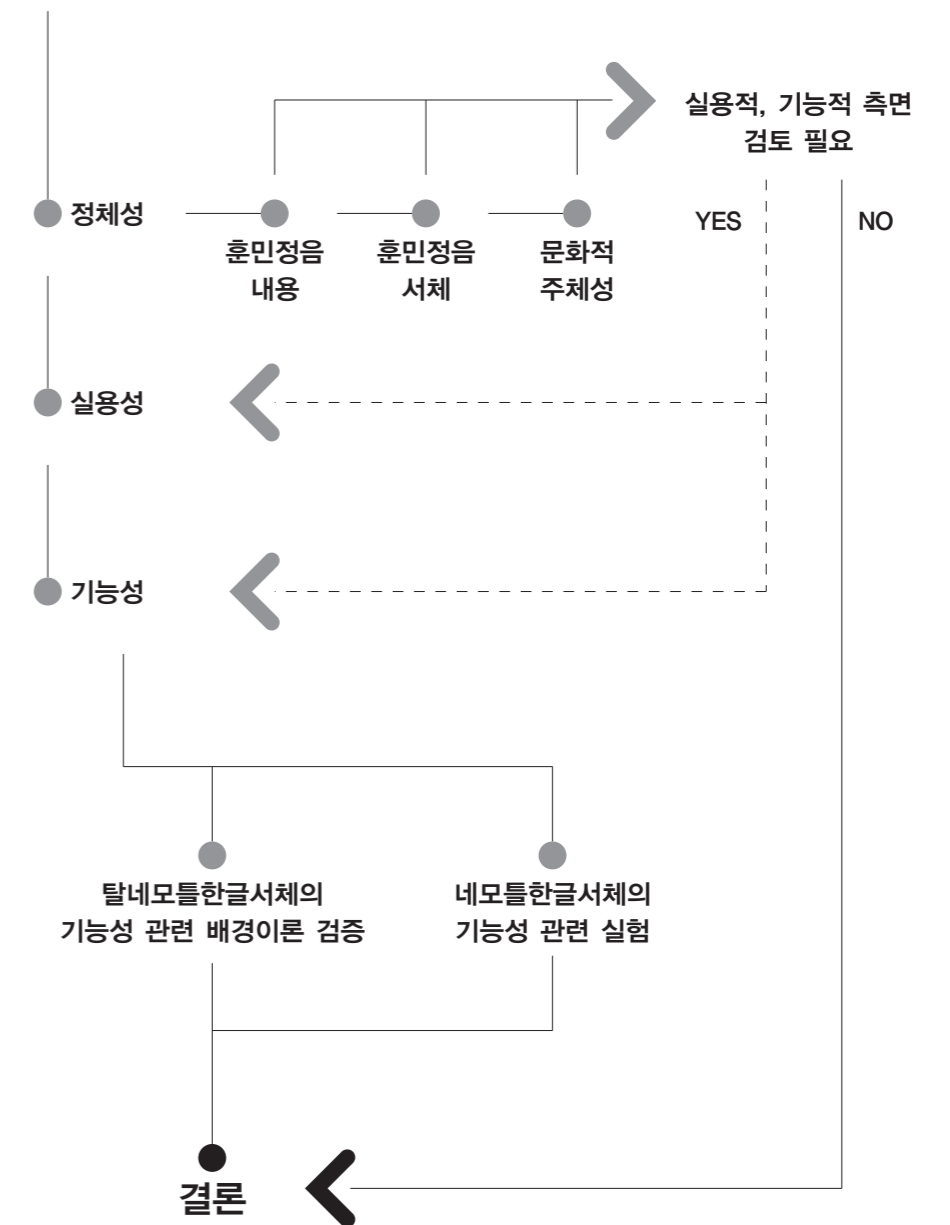 실용적, 기능적 측면
검토 필요
YES
NO
정체성
훈민정음
내용
훈민정음
서체
문화적
주체성
실용성
기능성
탈네모틀한글서체의
기능성 관련 배경이론 검증
네모틀한글서체의
기능성 관련 실험
결론